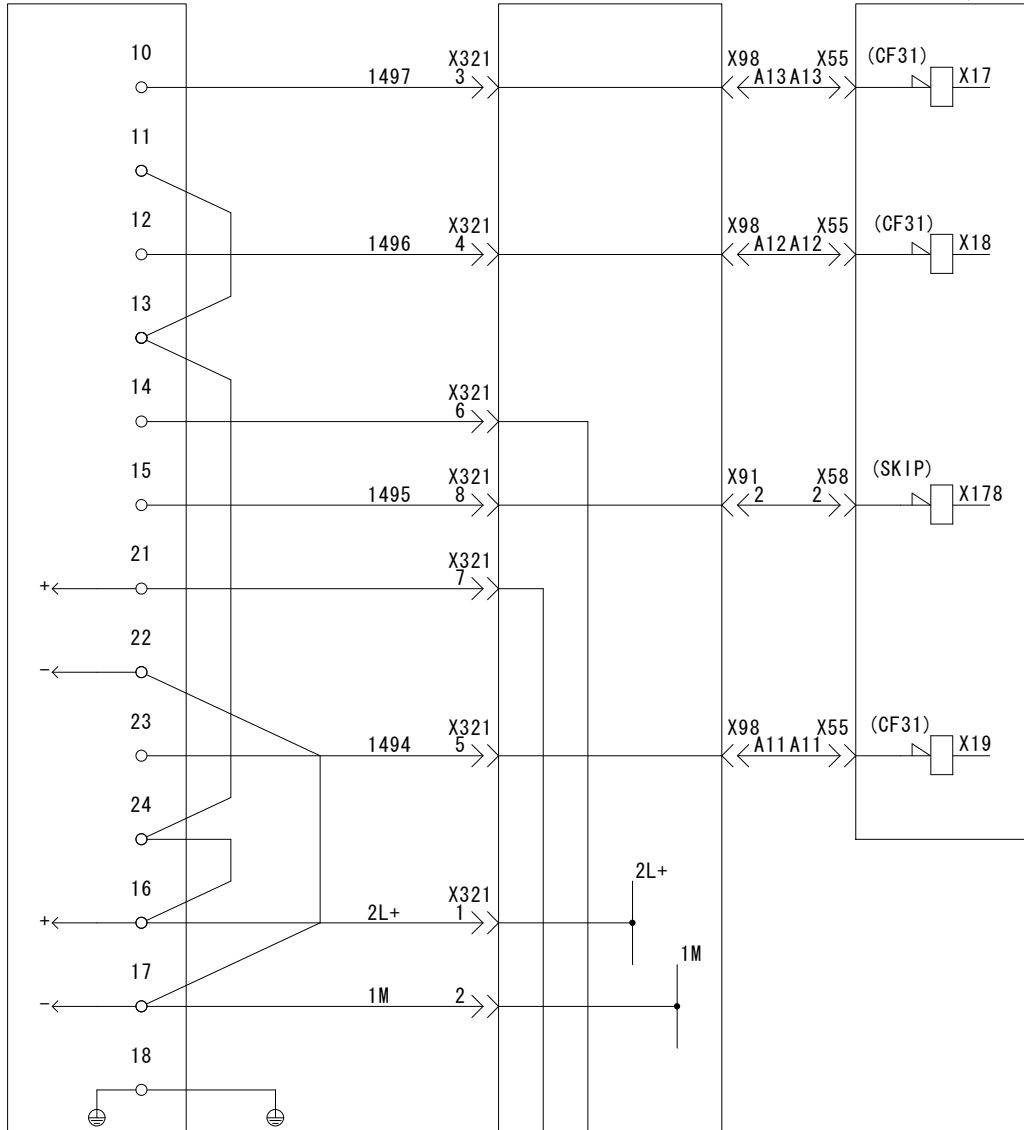 10 X321 X98 X55 (CF31)
1497 3 A13 A13 X17
11
12 X321 X98 X55 (CF31)
1496 4 A12 A12 X18
13
14 X321
6
15 X321 X91 X58 (SKIP)
1495 8 2 2 X178
21 X321
+ 7
22
-
23 X321 X98 X55 (CF31)
1494 5 A11 A11 X19
24
2L+
16 X321
+ 2L+ 1
1M
17
- 1M 2
18